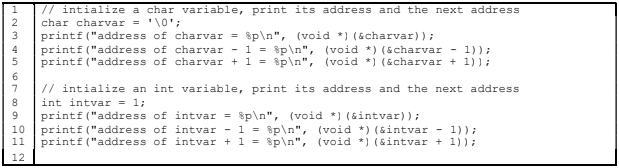 1 // intialize a char variable, print its address and the next address
2 char charvar = '\0';
3 printf("address of charvar = %p\n", (void *)(&charvar));
4 printf("address of charvar - 1 = %p\n", (void *)(&charvar - 1));
5 printf("address of charvar + 1 = %p\n", (void *)(&charvar + 1));
6
7 // intialize an int variable, print its address and the next address
8 int intvar = 1;
9 printf("address of intvar = %p\n", (void *)(&intvar));
10 printf("address of intvar - 1 = %p\n", (void *)(&intvar - 1));
11 printf("address of intvar + 1 = %p\n", (void *)(&intvar + 1));
12